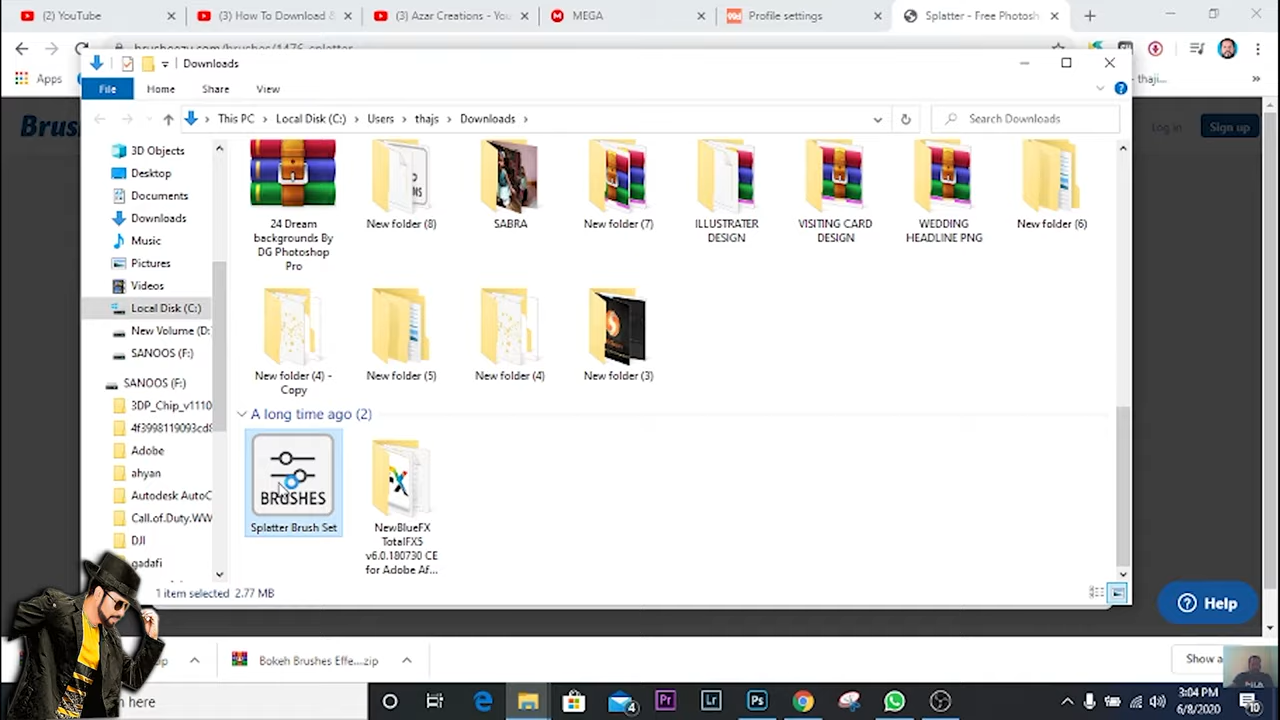 (2) YouTube
(3) How To Download &
(3) Azar Creations - You
MEGA
Profile settings
Splatter - Free Photosh
brusheezy.com/brushes/1476-splatter
Apps
thaji...
Downloads
File
Home
Share
View
This PC
Local Disk (C:)
Users
thajs
Downloads
Search Downloads
Log in
Sign up
3D Objects
Desktop
Documents
Downloads
Music
Pictures
Videos
Local Disk (C:)
New Volume (D:
SANOOS (F:)
SANOOS (F:)
3DP_Chip_v1110
4f3998119093cd8
Adobe
ahyan
Autodesk AutoC
Call.of.Duty.WW
DJI
gadafi
24 Dream
backgrounds By
DG Photoshop
Pro
New folder (8)
SABRA
New folder (7)
ILLUSTRATER
DESIGN
VISITING CARD
DESIGN
WEDDING
HEADLINE PNG
New folder (6)
New folder (4) -
Copy
New folder (5)
New folder (4)
New folder (3)
A long time ago (2)
BRUSHES
Splatter Brush Set
NewBlueFX
TotalFX5
v6.0.180730 CE
for Adobe Af...
1 item selected 2.77 MB
Help
Bokeh Brushes Effe....zip
Show a
here
Pr
Lr
Ps
4
3:04 PM
6/8/2020
10